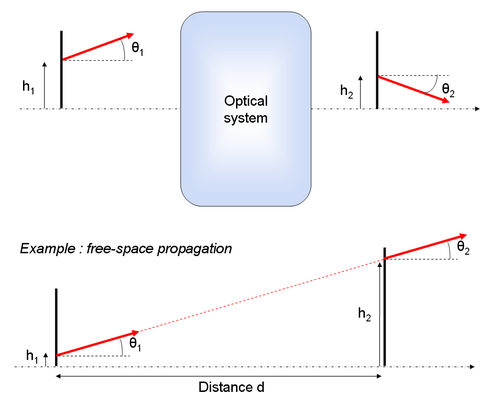 θ1
h1
Optical
system
h2
θ2
Example : free-space propagation
θ2
h2
h1
θ1
Distance d